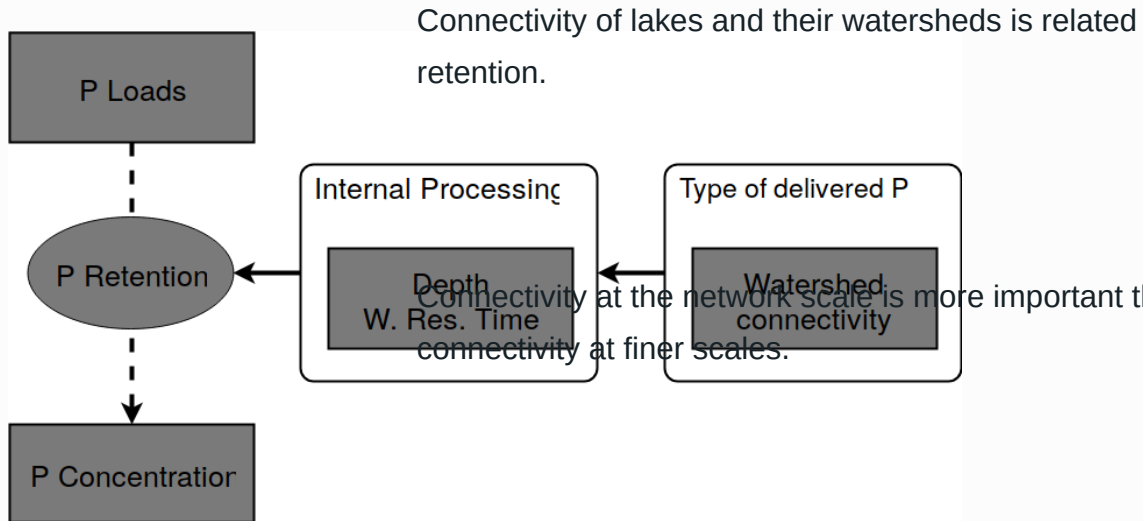 Connectivity of lakes and their watersheds is related
retention.
P Loads
Internal Processing
Type of delivered P
P Retention
Depth
W. Res. Time
Watershed
connectivity
Connectivity at the network scale is more important
connectivity at finer scales.
P Concentration